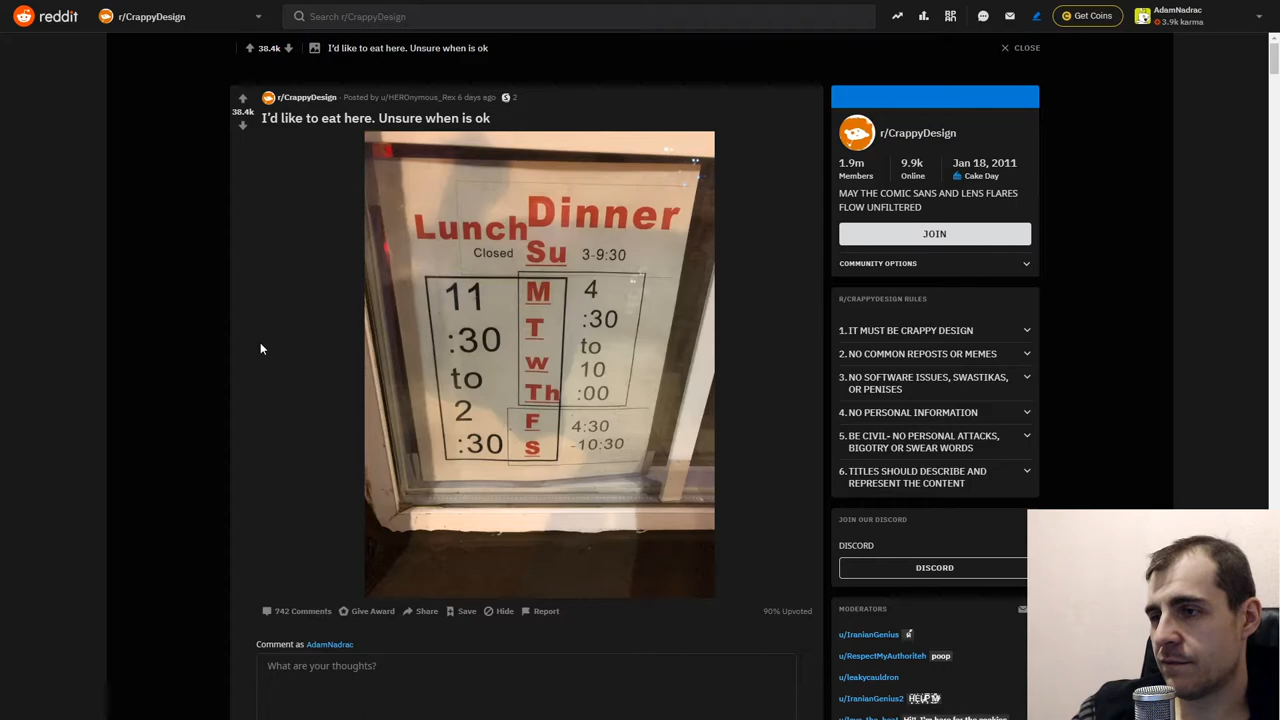 reddit
r/CrappyDesign
Search r/CrappyDesign
Get Coins
AdamNadrac
3.9k karma
38.4k
I'd like to eat here. Unsure when is ok
CLOSE
38.4k
r/CrappyDesign · Posted by u/HEROnymous_Rex 6 days ago S 2
I'd like to eat here. Unsure when is ok
Lunch Dinner
Closed Su 3-9:30
11
:30
to
2
:30
M
T
w
Th
F
S
4
:30
to
10
:00
4:30
-10:30
742 Comments
Give Award
Share
Save
Hide
Report
90% Upvoted
Comment as AdamNadrac
What are your thoughts?
r/CrappyDesign
1.9m 9.9k Jan 18, 2011
Members Online Cake Day
MAY THE COMIC SANS AND LENS FLARES
FLOW UNFILTERED
JOIN
COMMUNITY OPTIONS
R/CRAPPYDESIGN RULES
1. IT MUST BE CRAPPY DESIGN
2. NO COMMON REPOSTS OR MEMES
3. NO SOFTWARE ISSUES, SWASTIKAS,
OR PENISES
4. NO PERSONAL INFORMATION
5. BE CIVIL- NO PERSONAL ATTACKS,
BIGOTRY OR SWEAR WORDS
6. TITLES SHOULD DESCRIBE AND
REPRESENT THE CONTENT
JOIN OUR DISCORD
DISCORD
DISCORD
MODERATORS
u/IranianGenius
u/RespectMyAuthoriteh poop
u/leakycauldron
u/IranianGenius2